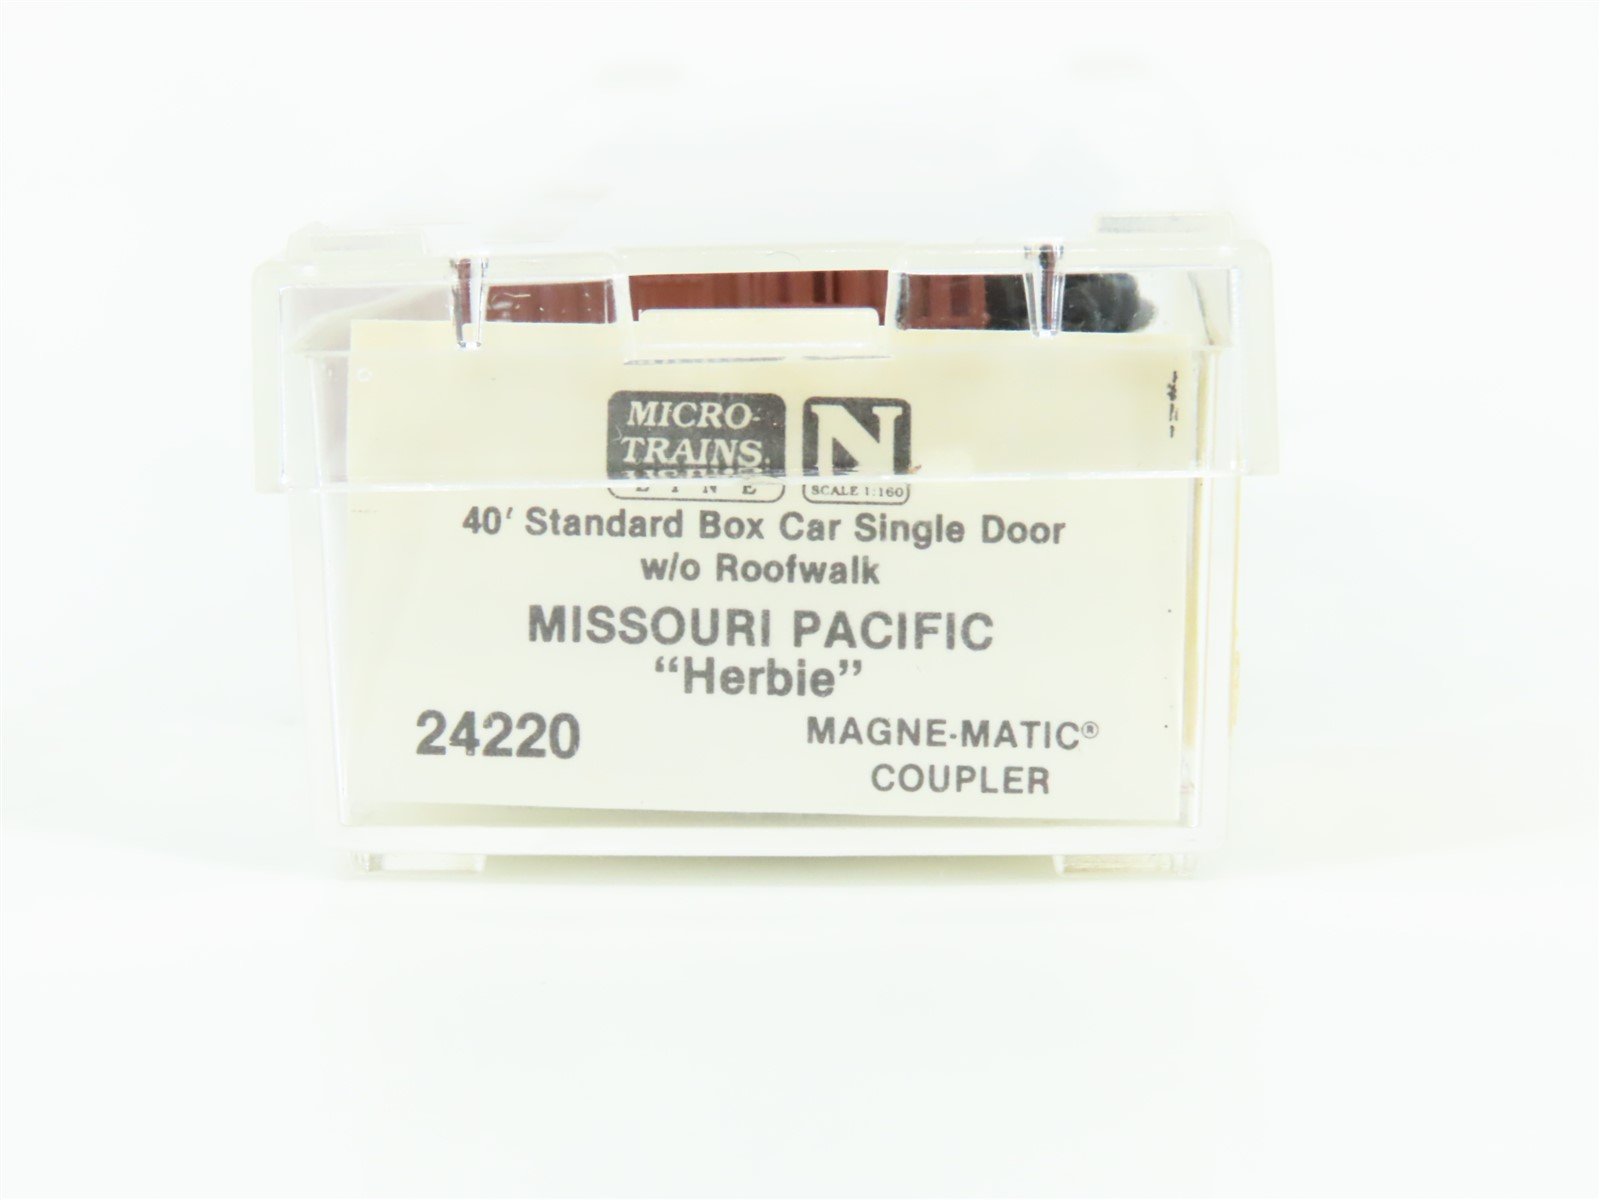 MICRO-
TRAINS
LINE
N
SCALE 1:160
40' Standard Box Car Single Door
w/o Roofwalk
MISSOURI PACIFIC
"Herbie"
24220
MAGNE-MATIC®
COUPLER